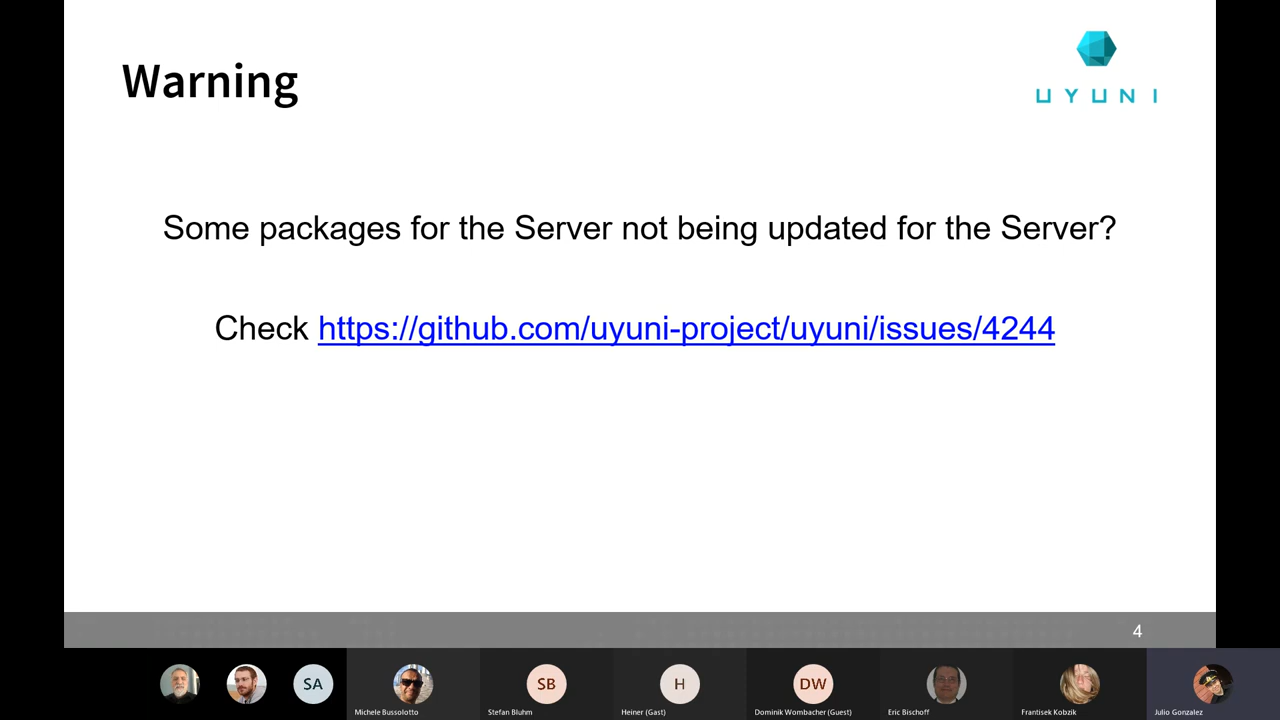 Warning
UYUNI
Some packages for the Server not being updated for the Server?
Check https://github.com/uyuni-project/uyuni/issues/4244
4
SA
SB
H
DW
Michele Bussolotto
Stefan Bluhm
Heiner (Gast)
Dominik Wombacher (Guest)
Eric Bischoff
Frantisek Kobzik
Julio Gonzalez